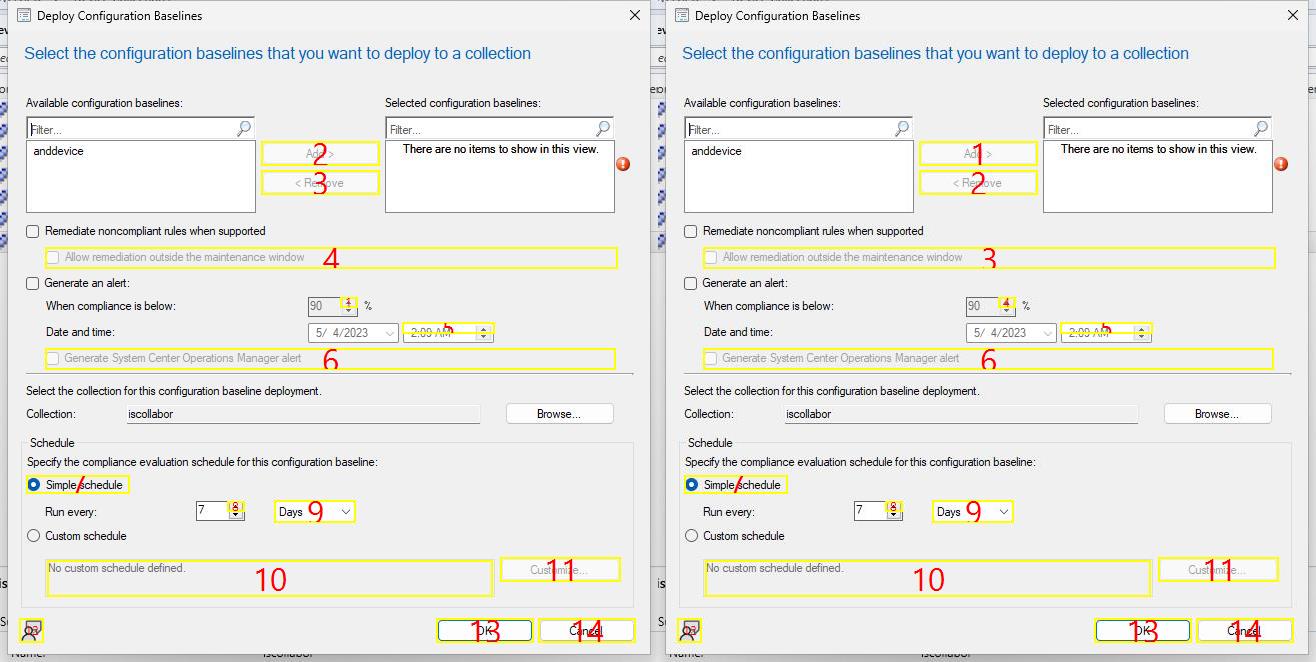 Deploy Configuration Baselines
Select the configuration baselines that you want to deploy to a collection
Available configuration baselines:
Selected configuration baselines:
Filter...
Filter...
anddevice
There are no items to show in this view.
Add >
2
< Remove
3
Remediate noncompliant rules when supported
Allow remediation outside the maintenance window
4
Generate an alert:
When compliance is below:
90
1
%
Date and time:
5/ 4/2023
2:09 AM
5
Generate System Center Operations Manager alert
6
Select the collection for this configuration baseline deployment.
Collection:
iscollabor
Browse...
Schedule
Specify the compliance evaluation schedule for this configuration baseline:
Simple schedule
7
Run every:
7
8
Days
9
Custom schedule
No custom schedule defined.
10
Customize...
11
OK
13
Cancel
14
Deploy Configuration Baselines
Select the configuration baselines that you want to deploy to a collection
Available configuration baselines:
Selected configuration baselines:
Filter...
Filter...
anddevice
There are no items to show in this view.
Add >
1
< Remove
2
Remediate noncompliant rules when supported
Allow remediation outside the maintenance window
3
Generate an alert:
When compliance is below:
90
4
%
Date and time:
5/ 4/2023
2:09 AM
5
Generate System Center Operations Manager alert
6
Select the collection for this configuration baseline deployment.
Collection:
iscollabor
Browse...
Schedule
Specify the compliance evaluation schedule for this configuration baseline:
Simple schedule
7
Run every:
7
8
Days
9
Custom schedule
No custom schedule defined.
10
Customize...
11
OK
13
Cancel
14